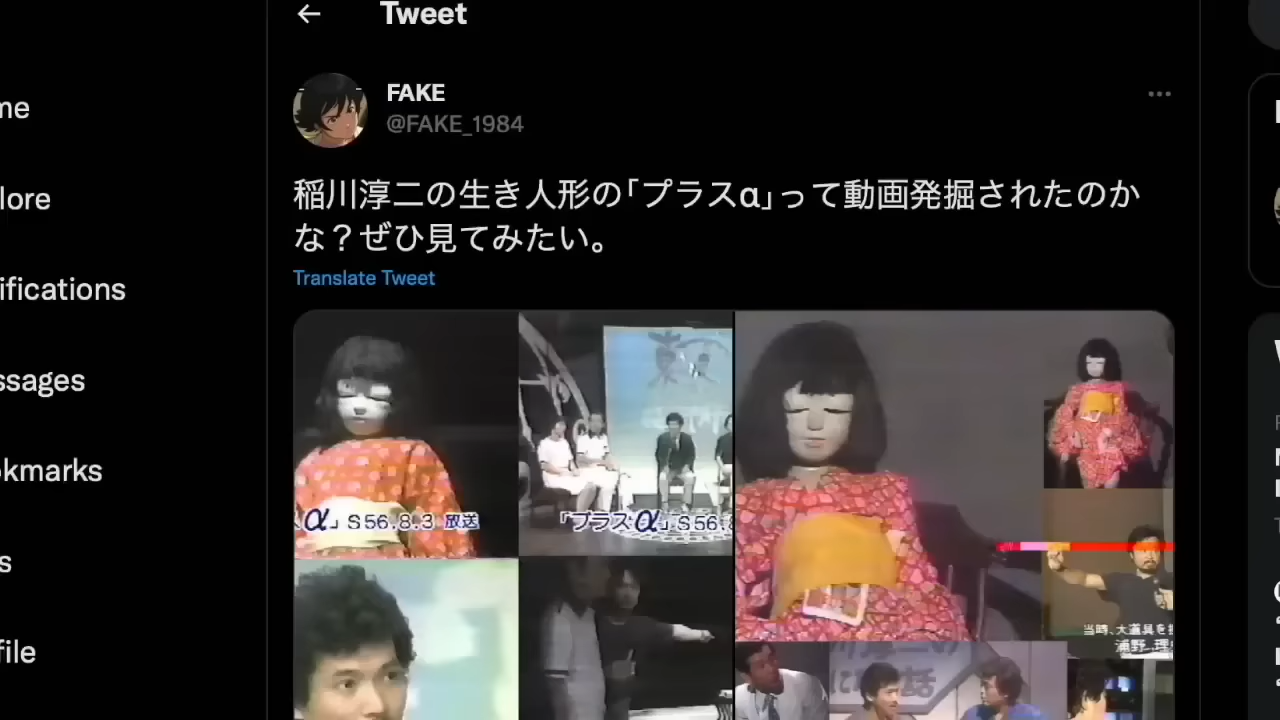 Tweet
me
FAKE
@FAKE_1984
lore
稲川淳二の生き人形の「プラスα」って動画発掘されたのか
な？ぜひ見てみたい。
ifications
Translate Tweet
ssages
okmarks
s
file
α」S56.8.3 放送
「プラスα」S56.8
当時、大道具を
浦野 理